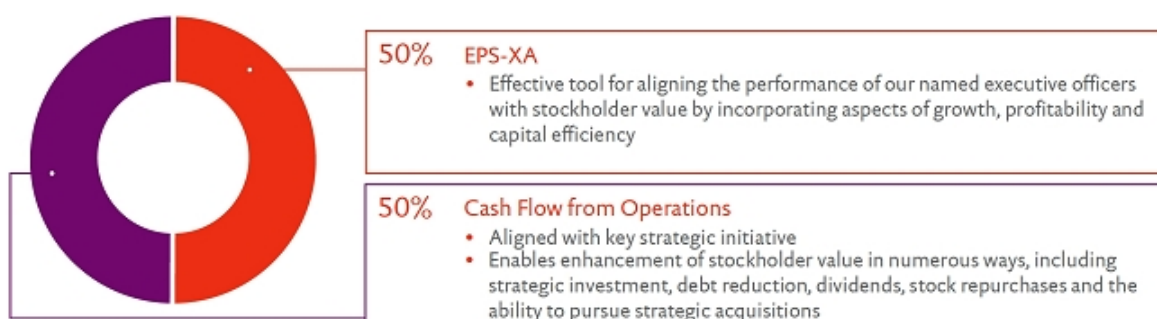 50% EPS-XA
• Effective tool for aligning the performance of our named executive officers
with stockholder value by incorporating aspects of growth, profitability and
capital efficiency
50% Cash Flow from Operations
• Aligned with key strategic initiative
• Enables enhancement of stockholder value in numerous ways, including
strategic investment, debt reduction, dividends, stock repurchases and the
ability to pursue strategic acquisitions